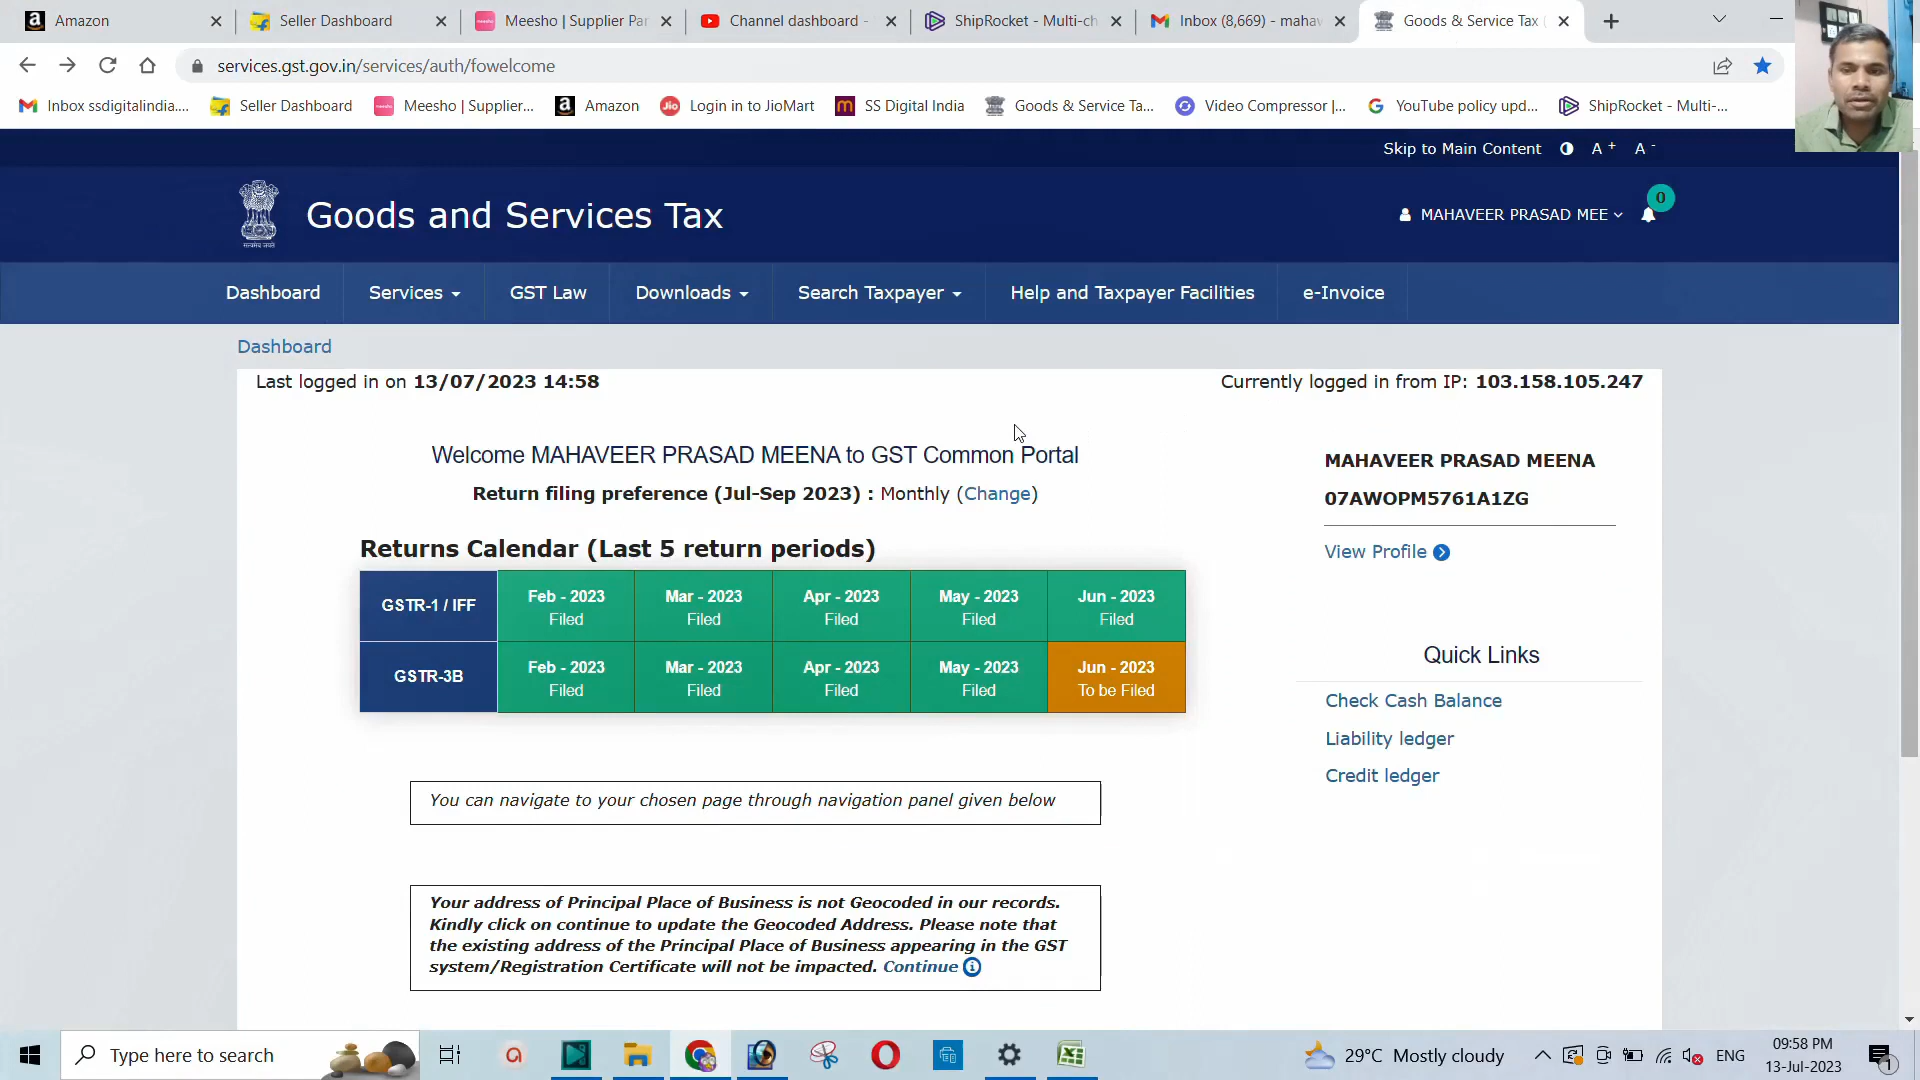 Amazon
Seller Dashboard
Meesho | Supplier Pa
Channel dashboard -
ShipRocket - Multi-ch
Inbox (8,669) - mahav
Goods & Service Tax (
services.gst.gov.in/services/auth/fowelcome
Inbox ssdigitalindia....
Seller Dashboard
Meesho | Supplier...
Amazon
Login in to JioMart
SS Digital India
Goods & Service Ta...
Video Compressor |...
YouTube policy upd...
ShipRocket - Multi-...
Skip to Main Content
A +
A -
Goods and Services Tax
MAHAVEER PRASAD MEE
0
Dashboard
Services
GST Law
Downloads
Search Taxpayer
Help and Taxpayer Facilities
e-Invoice
Dashboard
Last logged in on 13/07/2023 14:58
Currently logged in from IP: 103.158.105.247
Welcome MAHAVEER PRASAD MEENA to GST Common Portal
Return filing preference (Jul-Sep 2023) : Monthly (Change)
MAHAVEER PRASAD MEENA
07AWOPM5761A1ZG
View Profile
Returns Calendar (Last 5 return periods)
GSTR-1 / IFF
Feb - 2023
Filed
Mar - 2023
Filed
Apr - 2023
Filed
May - 2023
Filed
Jun - 2023
Filed
GSTR-3B
Feb - 2023
Filed
Mar - 2023
Filed
Apr - 2023
Filed
May - 2023
Filed
Jun - 2023
To be Filed
Quick Links
Check Cash Balance
Liability ledger
Credit ledger
You can navigate to your chosen page through navigation panel given below
Your address of Principal Place of Business is not Geocoded in our records.
Kindly click on continue to update the Geocoded Address. Please note that
the existing address of the Principal Place of Business appearing in the GST
system/Registration Certificate will not be impacted. Continue
Type here to search
29°C Mostly cloudy
ENG
09:58 PM
13-Jul-2023
1